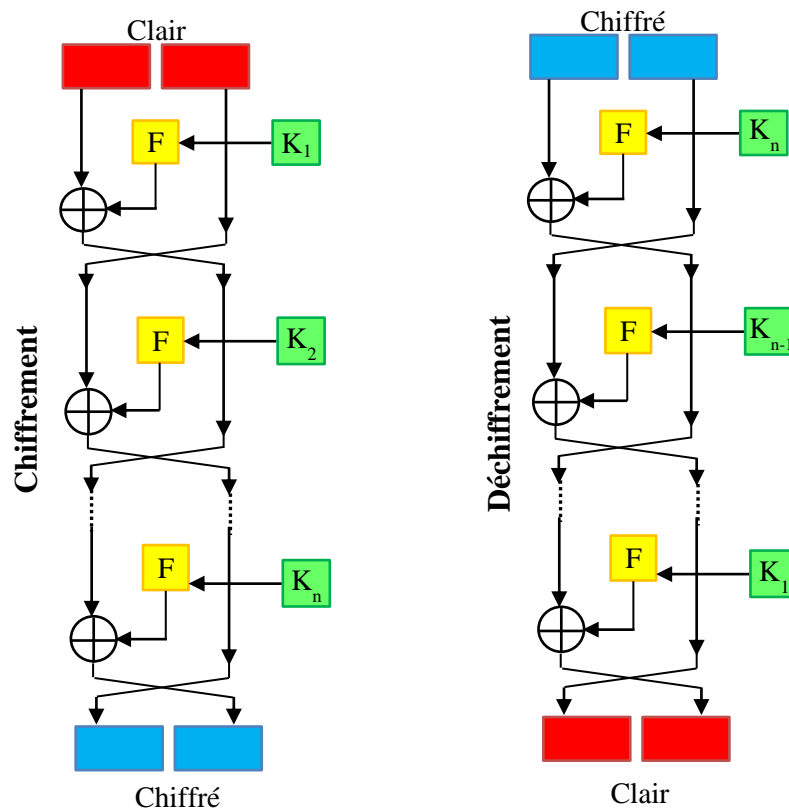 Clair
F
K1
Chiffrement
F
K2
F
Kn
Chiffré
Chiffré
F
Kn
Déchiffrement
F
Kn-1
F
K1
Clair